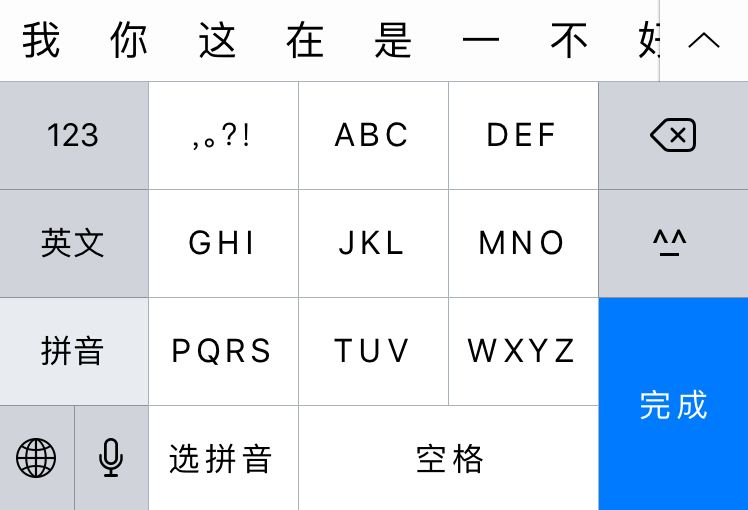 我 你 这 在 是 一 不 好
123 ,。?! ABC DEF
英文 GHI JKL MNO ^_^
拼音 PQRS TUV WXYZ
完成
选拼音 空格